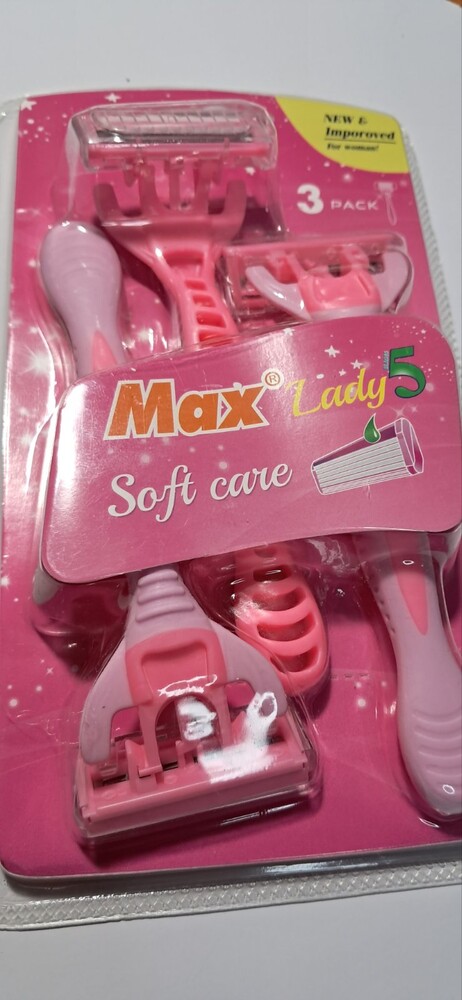 NEW &
Imporoved
For woman!
3 PACK
Max® Lady 5
Soft care